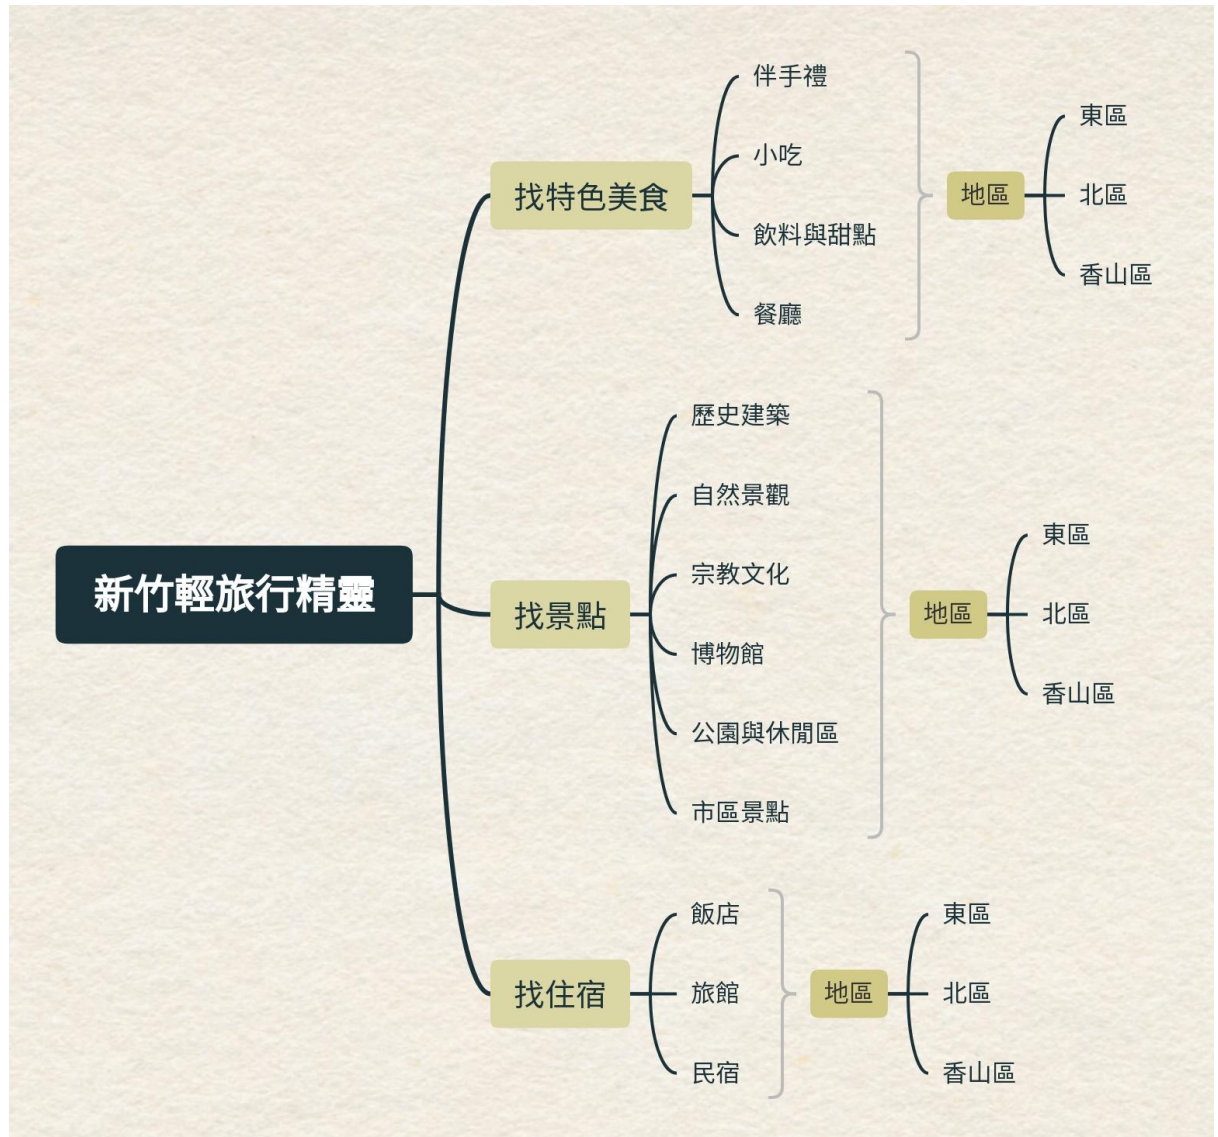 新竹輕旅行精靈
找特色美食
伴手禮
小吃
飲料與甜點
餐廳
地區
東區
北區
香山區
找景點
歷史建築
自然景觀
宗教文化
博物館
公園與休閒區
市區景點
地區
東區
北區
香山區
找住宿
飯店
旅館
民宿
地區
東區
北區
香山區